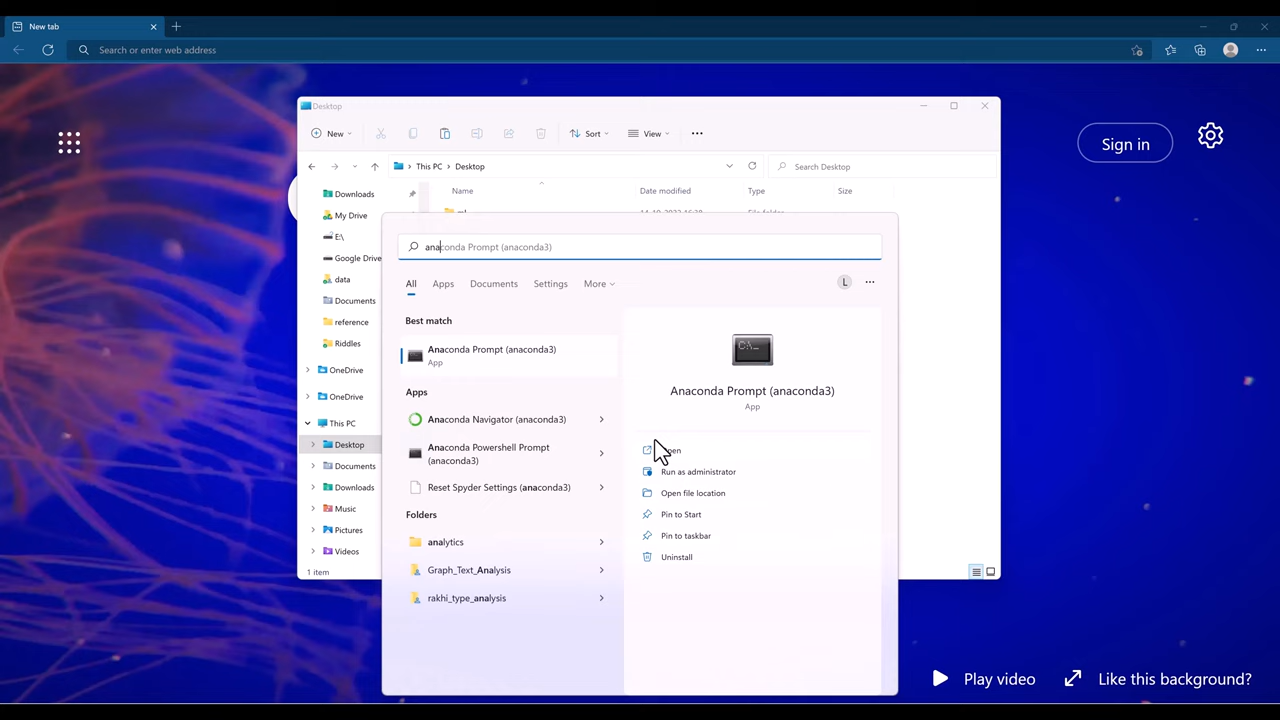 New tab
Search or enter web address
Desktop
New
Sort
View
This PC
Desktop
Search Desktop
Name
Date modified
Type
Size
Downloads
My Drive
E:\
Google Drive
data
Documents
reference
Riddles
OneDrive
OneDrive
This PC
Desktop
Documents
Downloads
Music
Pictures
Videos
1 item
Sign in
anaconda Prompt (anaconda3)
All
Apps
Documents
Settings
More
L
Best match
Anaconda Prompt (anaconda3)
App
Apps
Anaconda Navigator (anaconda3)
Anaconda Powershell Prompt
(anaconda3)
Reset Spyder Settings (anaconda3)
Folders
analytics
Graph_Text_Analysis
rakhi_type_analysis
C:\_
Anaconda Prompt (anaconda3)
App
Open
Run as administrator
Open file location
Pin to Start
Pin to taskbar
Uninstall
Play video
Like this background?